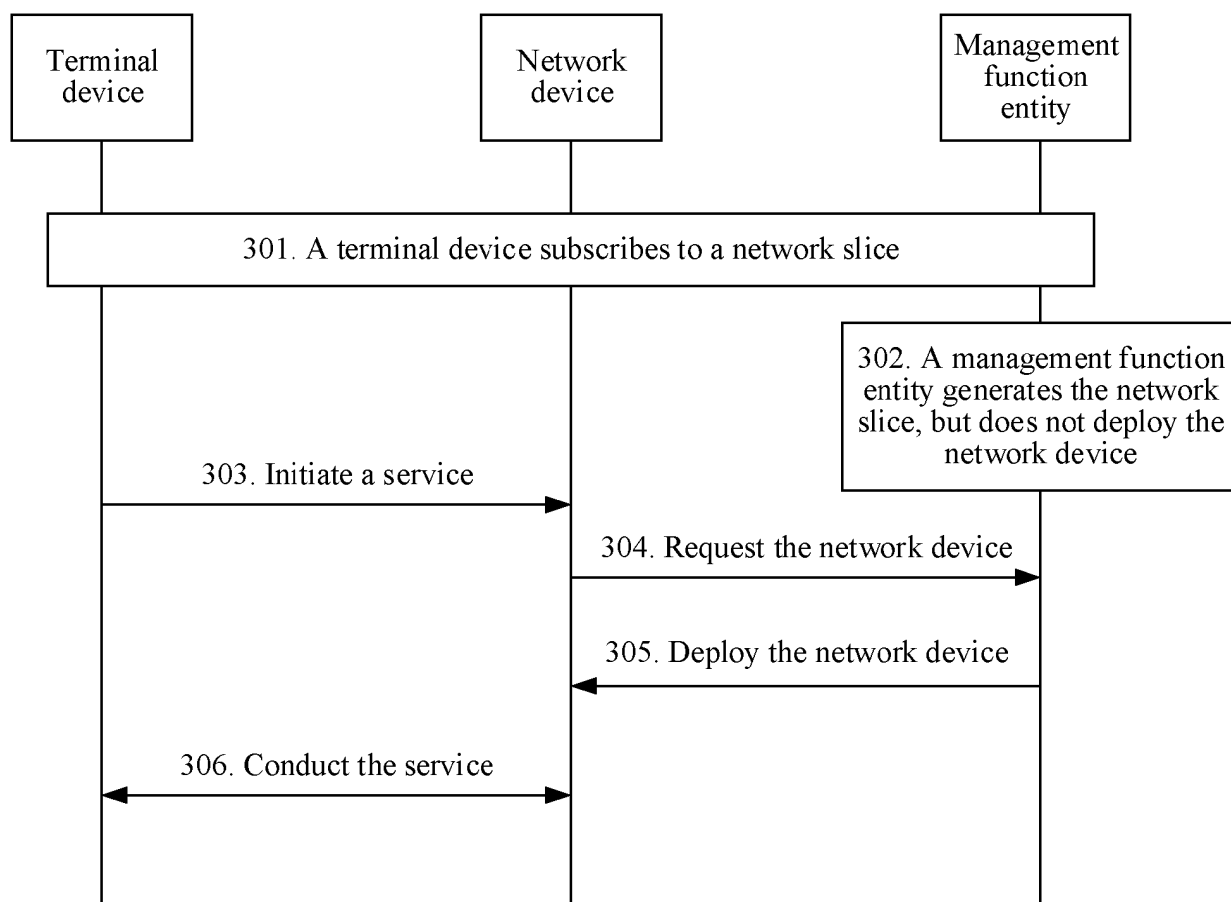 Terminal
device
Network
device
Management
function
entity
301. A terminal device subscribes to a network slice
302. A management function
entity generates the network
slice, but does not deploy the
network device
303. Initiate a service
304. Request the network device
305. Deploy the network device
306. Conduct the service